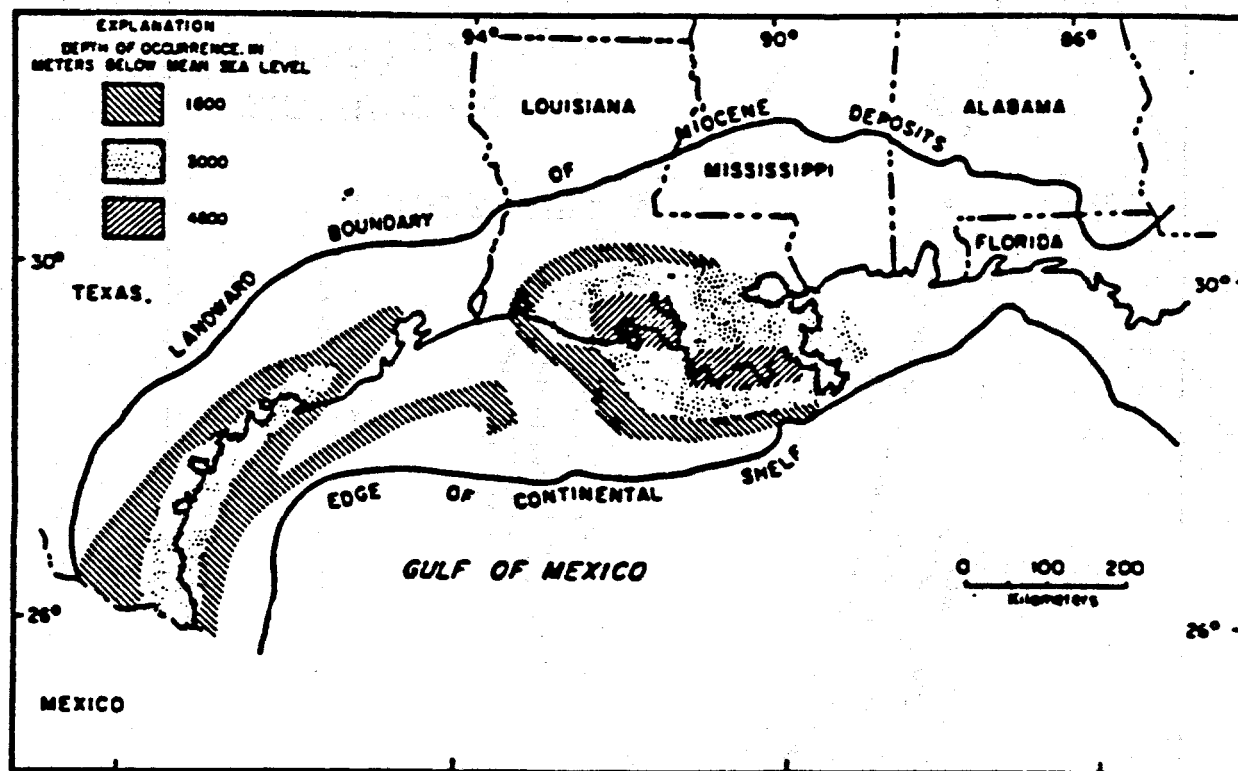 EXPLANATION
DEPTH OF OCCURRENCE, IN
METERS BELOW MEAN SEA LEVEL
1800
3000
4800
94°
90°
86°
LOUISIANA
MISSISSIPPI
ALABAMA
FLORIDA
TEXAS.
LANDWARD BOUNDARY OF MIOCENE DEPOSITS
30°
30°
EDGE OF CONTINENTAL SHELF
GULF OF MEXICO
0 100 200
Kilometers
26°
26°
MEXICO